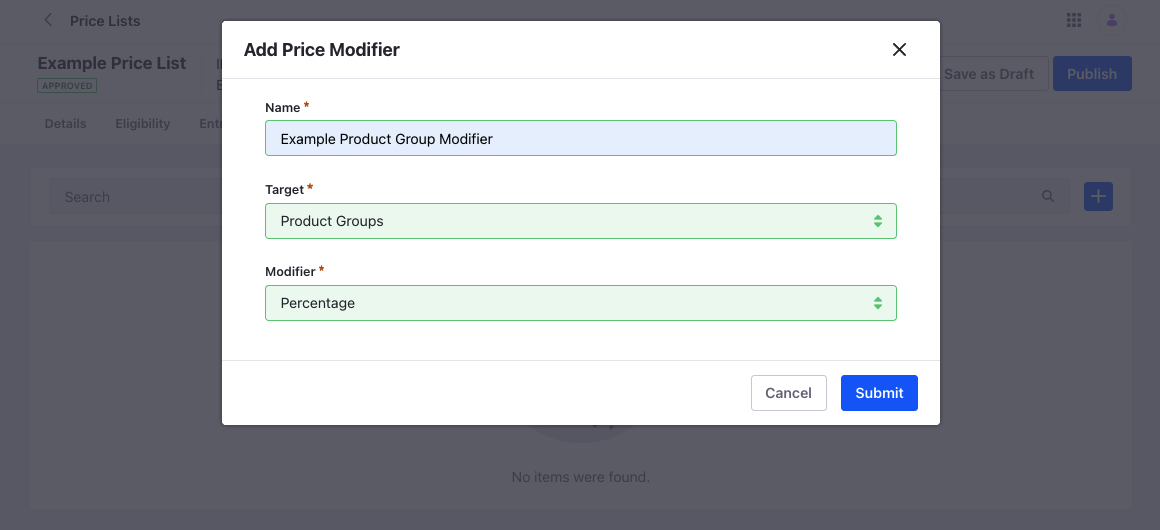 Price Lists
Example Price List
APPROVED
Save as Draft
Publish
Details
Eligibility
Search
Add Price Modifier
Name *
Example Product Group Modifier
Target *
Product Groups
Modifier *
Percentage
Cancel
Submit
No items were found.